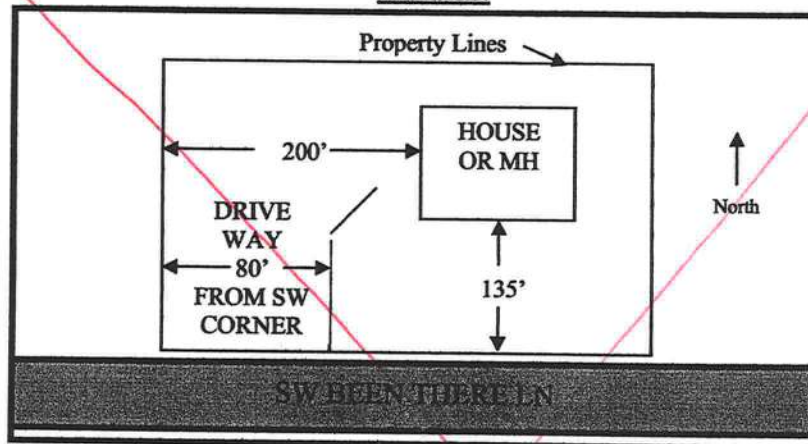 Property Lines
HOUSE
OR MH
200'
North
DRIVE
WAY
80'
FROM SW
CORNER
135'
SW BEEN THERE LN